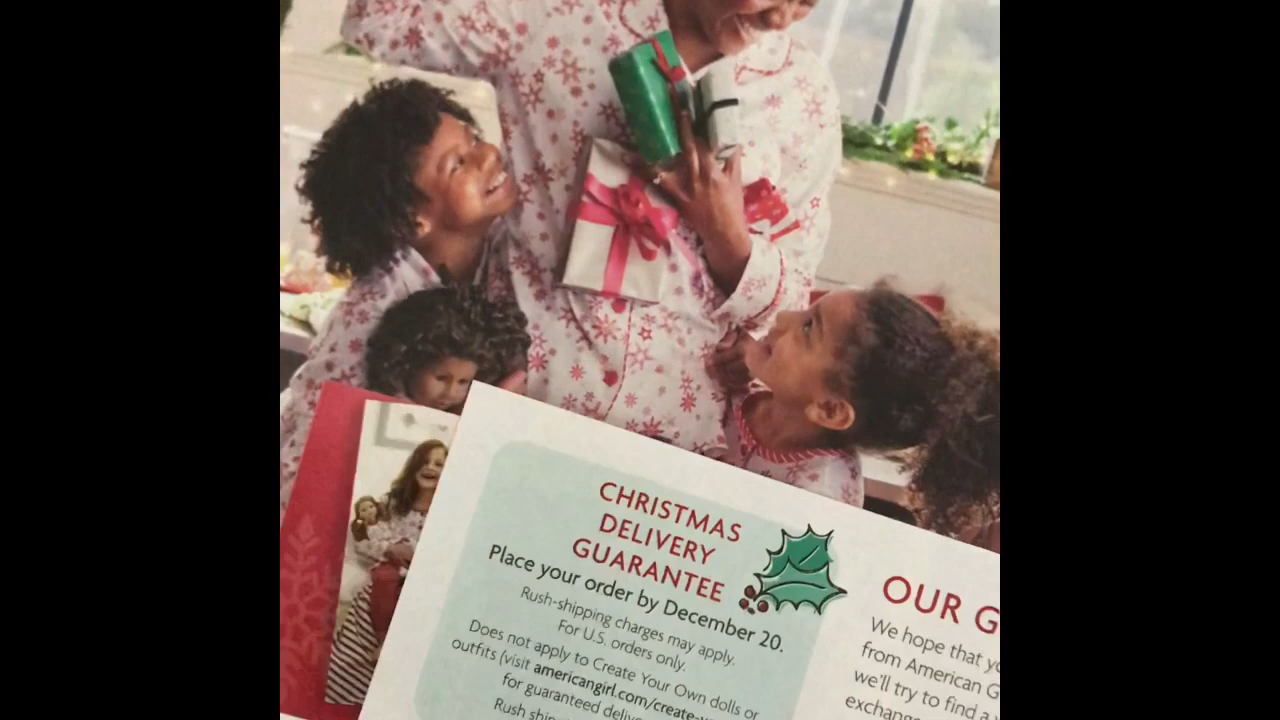 CHRISTMAS
DELIVERY
GUARANTEE
Place your order by December 20.
Rush-shipping charges may apply.
For U.S. orders only.
Does not apply to Create Your Own dolls or
outfits (visit americangirl.com/create-
for guaranteed
Rush
OUR
We hope that
from American
we'll try to find a